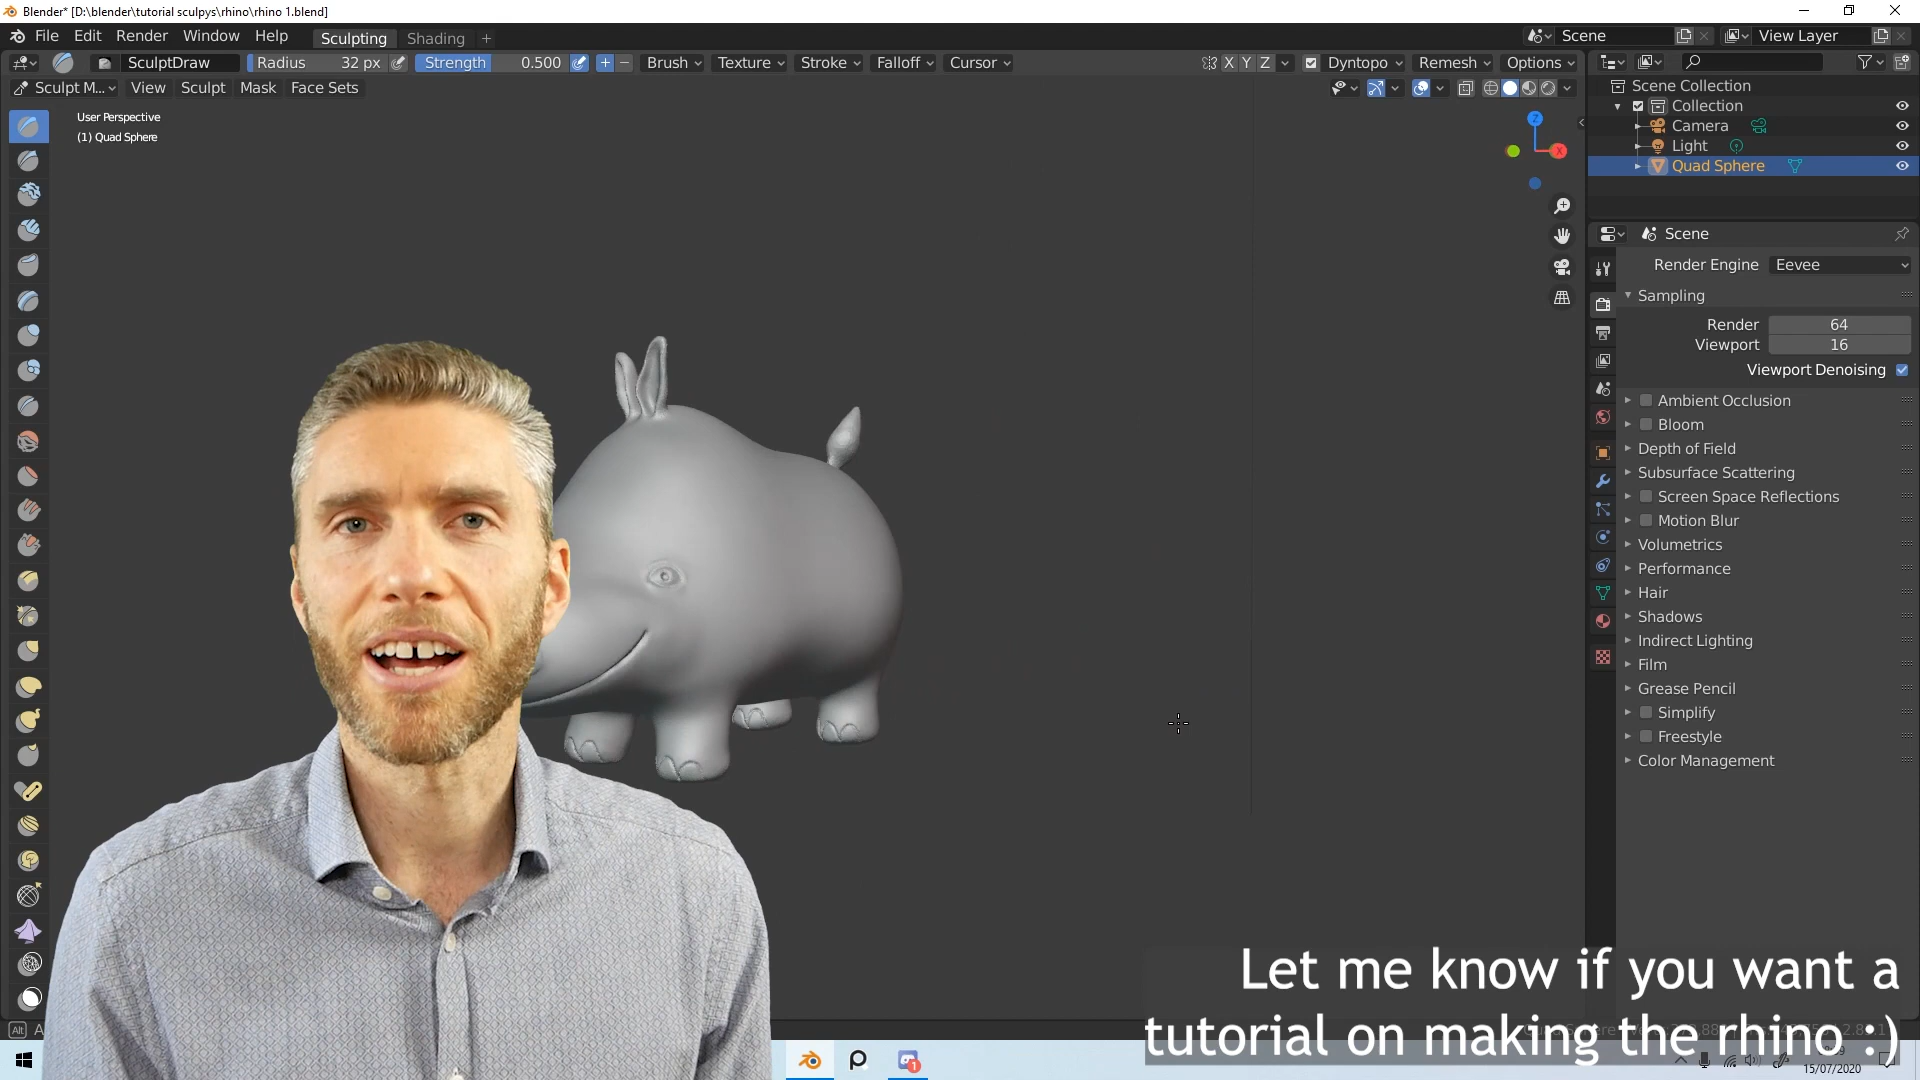 Blender* [D:\blender\tutorial sculpys\rhino\rhino 1.blend]
File Edit Render Window Help Sculpting Shading + Scene View Layer
SculptDraw Radius 32 px Strength 0.500 + − Brush Texture Stroke Falloff Cursor X Y Z Dyntopo Remesh Options
Sculpt M... View Sculpt Mask Face Sets
User Perspective
(1) Quad Sphere
Z
X
Scene Collection
Collection
Camera
Light
Quad Sphere
Scene
Render Engine Eevee
Sampling
Render 64
Viewport 16
Viewport Denoising
Ambient Occlusion
Bloom
Depth of Field
Subsurface Scattering
Screen Space Reflections
Motion Blur
Volumetrics
Performance
Hair
Shadows
Indirect Lighting
Film
Grease Pencil
Simplify
Freestyle
Color Management
Let me know if you want a
tutorial on making the rhino :)
Alt
15/07/2020